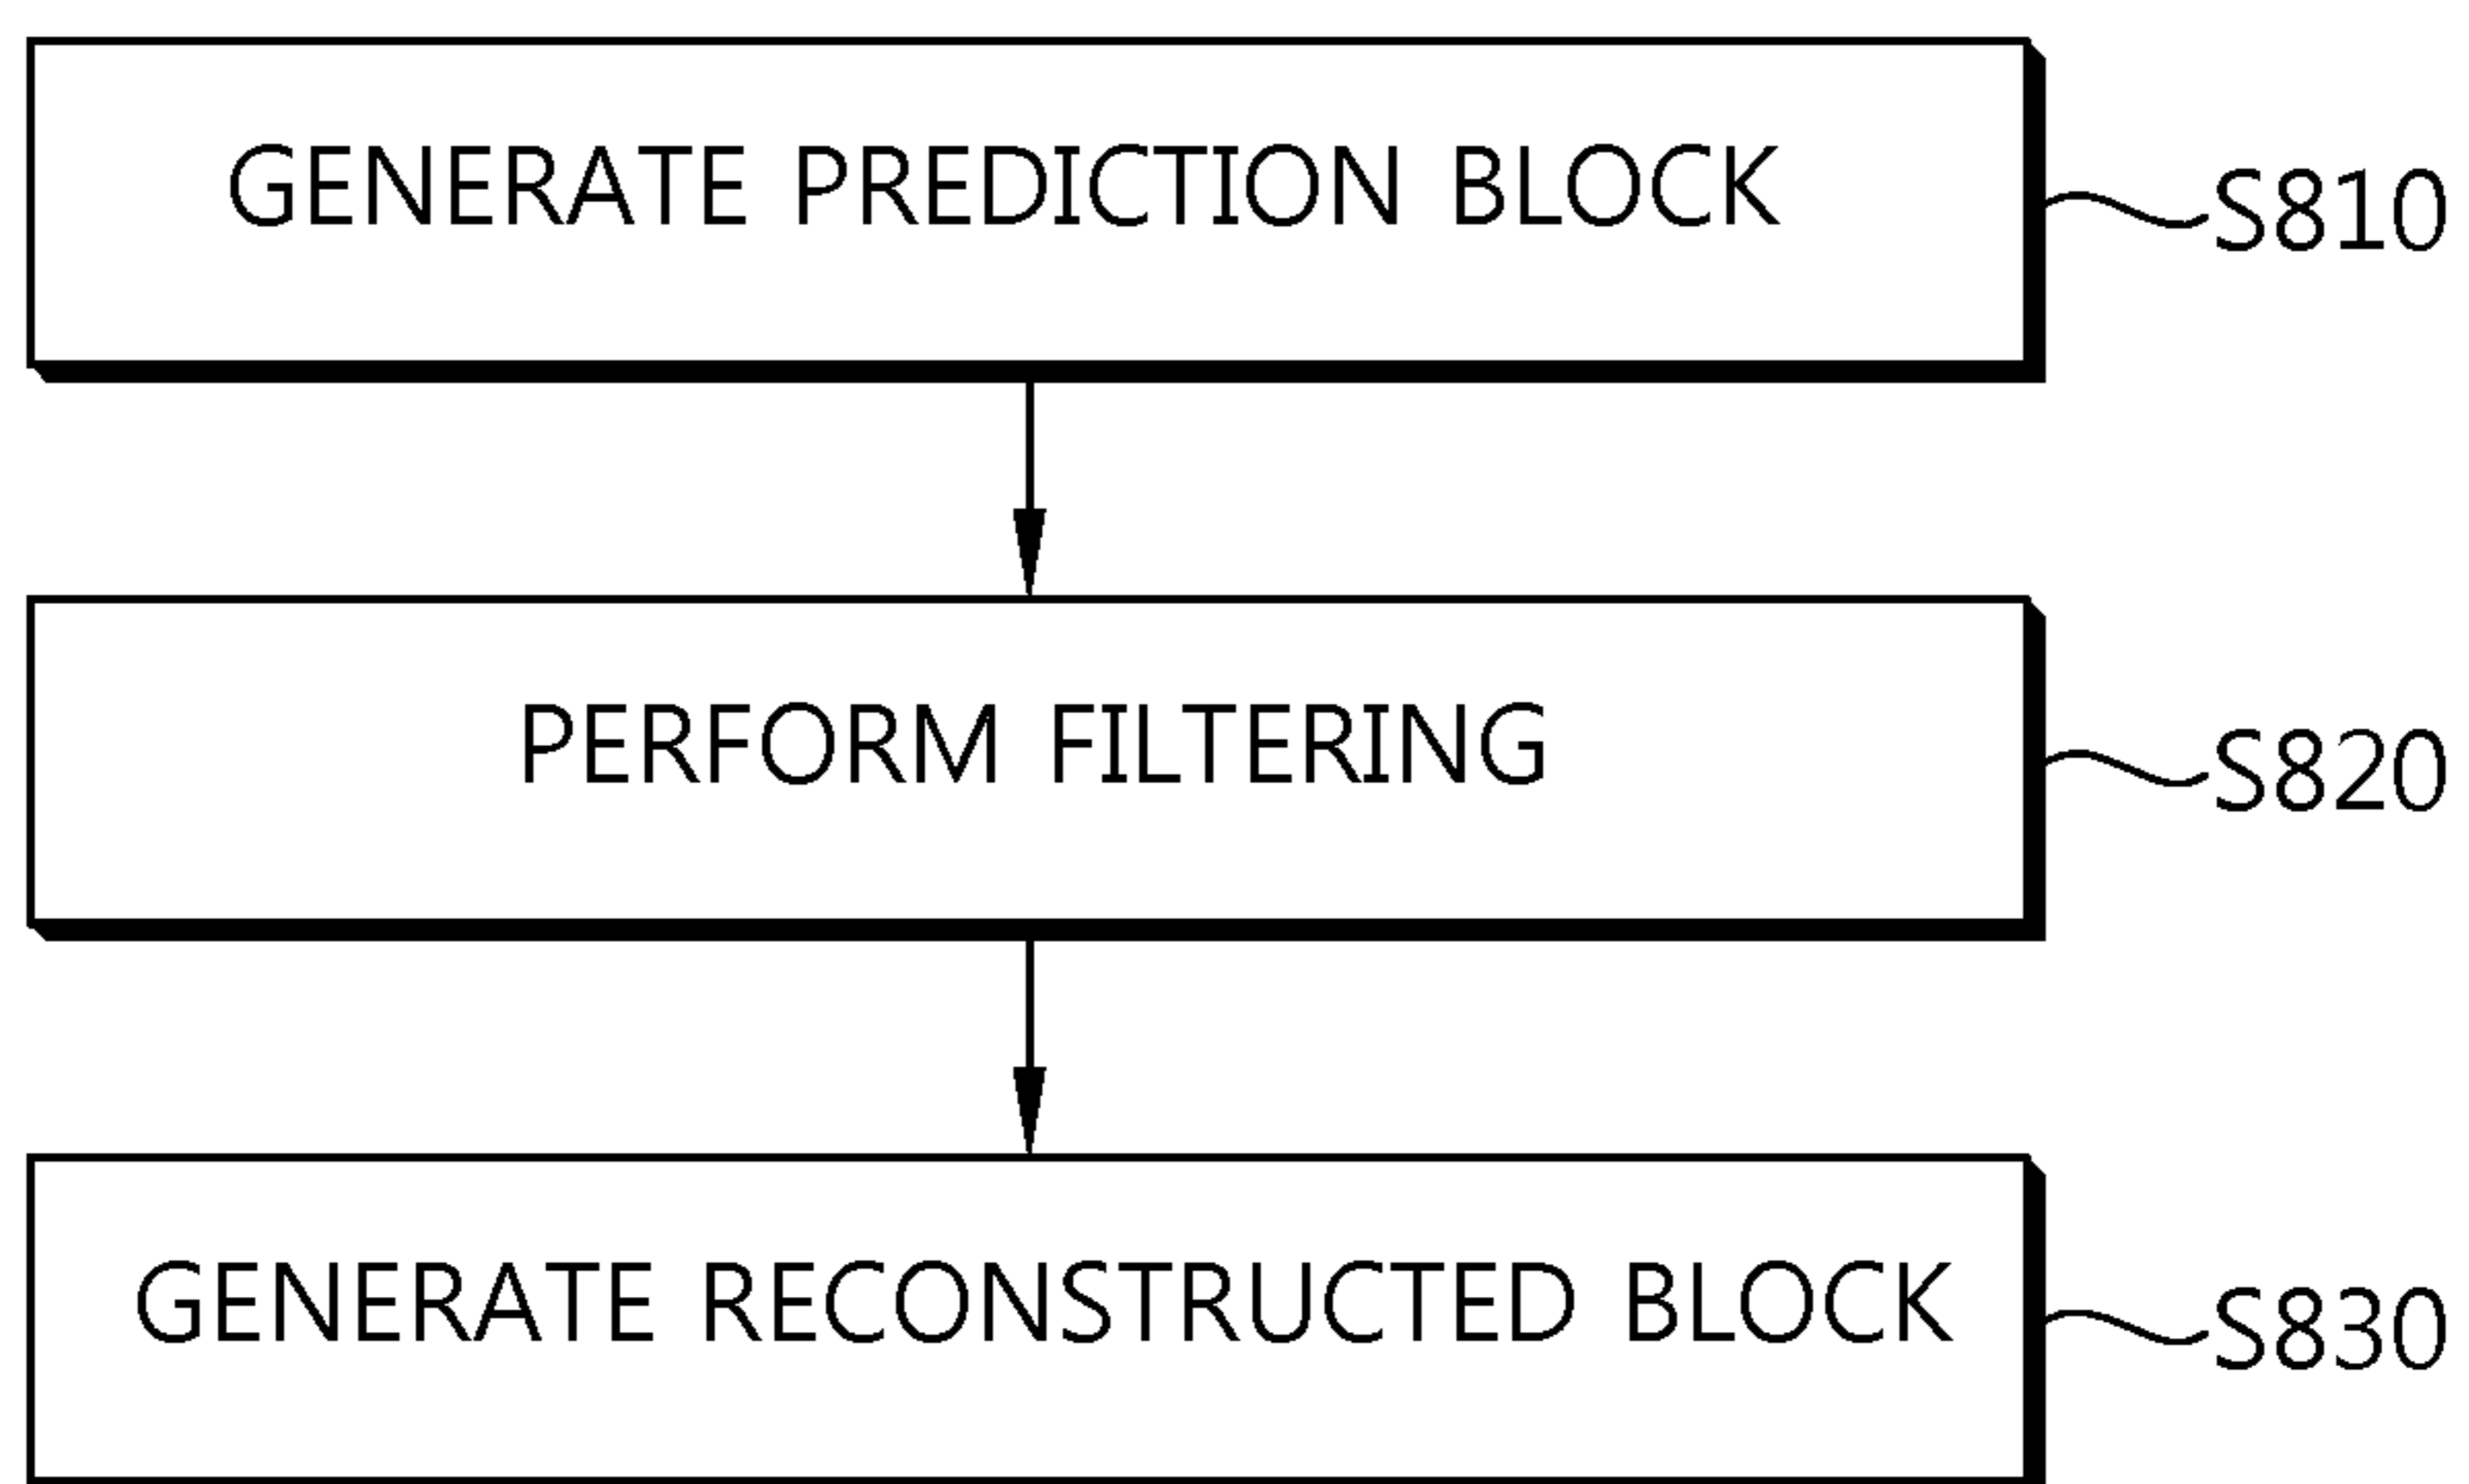 GENERATE PREDICTION BLOCK
S810
PERFORM FILTERING
S820
GENERATE RECONSTRUCTED BLOCK
S830